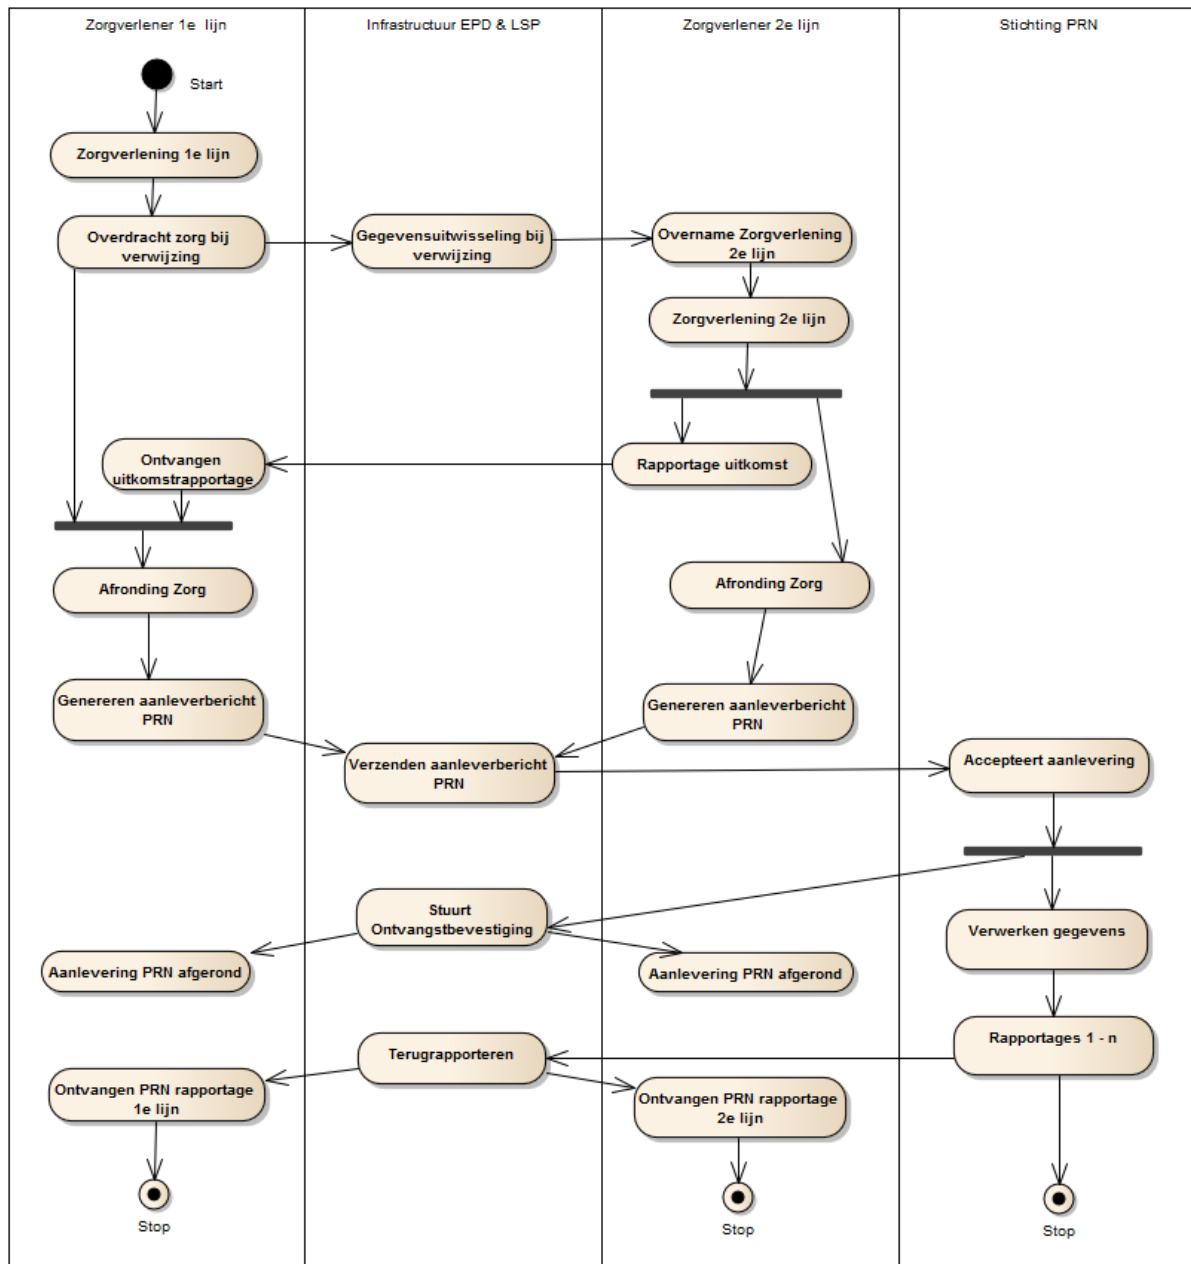 Zorgverlener 1e lijn
Infrastructuur EPD & LSP
Zorgverlener 2e lijn
Stichting PRN
Start
Zorgverlening 1e lijn
Overdracht zorg bij
verwijzing
Gegevensuitwisseling bij
verwijzing
Overname Zorgverlening
2e lijn
Zorgverlening 2e lijn
Ontvangen
uitkomstrapportage
Rapportage uitkomst
Afronding Zorg
Afronding Zorg
Genereren aanleverbericht
PRN
Genereren aanleverbericht
PRN
Verzenden aanleverbericht
PRN
Accepteert aanlevering
Stuurt
Ontvangstbevestiging
Verwerken gegevens
Aanlevering PRN afgerond
Aanlevering PRN afgerond
Rapportages 1 - n
Terugrapporteren
Ontvangen PRN rapportage
1e lijn
Ontvangen PRN rapportage
2e lijn
Stop
Stop
Stop